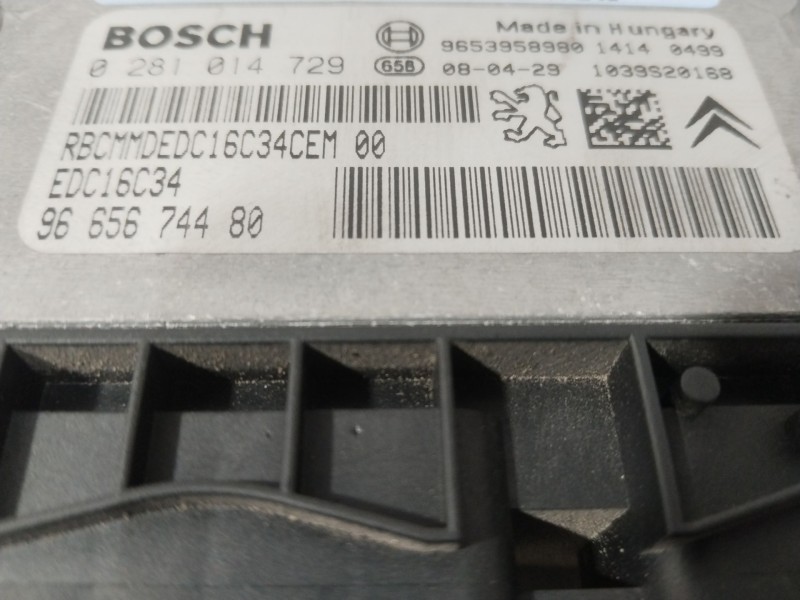 BOSCH
Made in Hungary
9653958980 1414 0499
0 281 014 729
658 08-04-29 1039S20168
RBCMMDEDC16C34CEM 00
EDC16C34
96 656 744 80